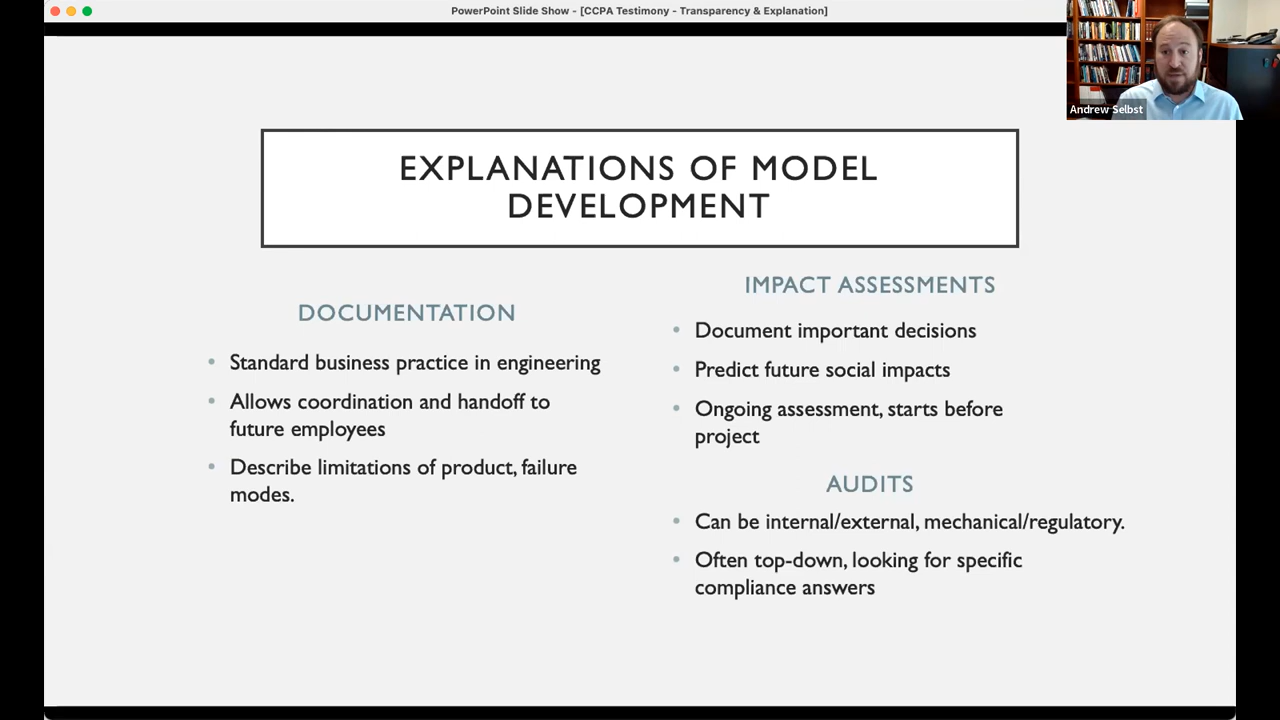 PowerPoint Slide Show - [CCPA Testimony - Transparency & Explanation]
Andrew Selbst
EXPLANATIONS OF MODEL
DEVELOPMENT
DOCUMENTATION
• Standard business practice in engineering
• Allows coordination and handoff to
future employees
• Describe limitations of product, failure
modes.
IMPACT ASSESSMENTS
• Document important decisions
• Predict future social impacts
• Ongoing assessment, starts before
project
AUDITS
• Can be internal/external, mechanical/regulatory.
• Often top-down, looking for specific
compliance answers